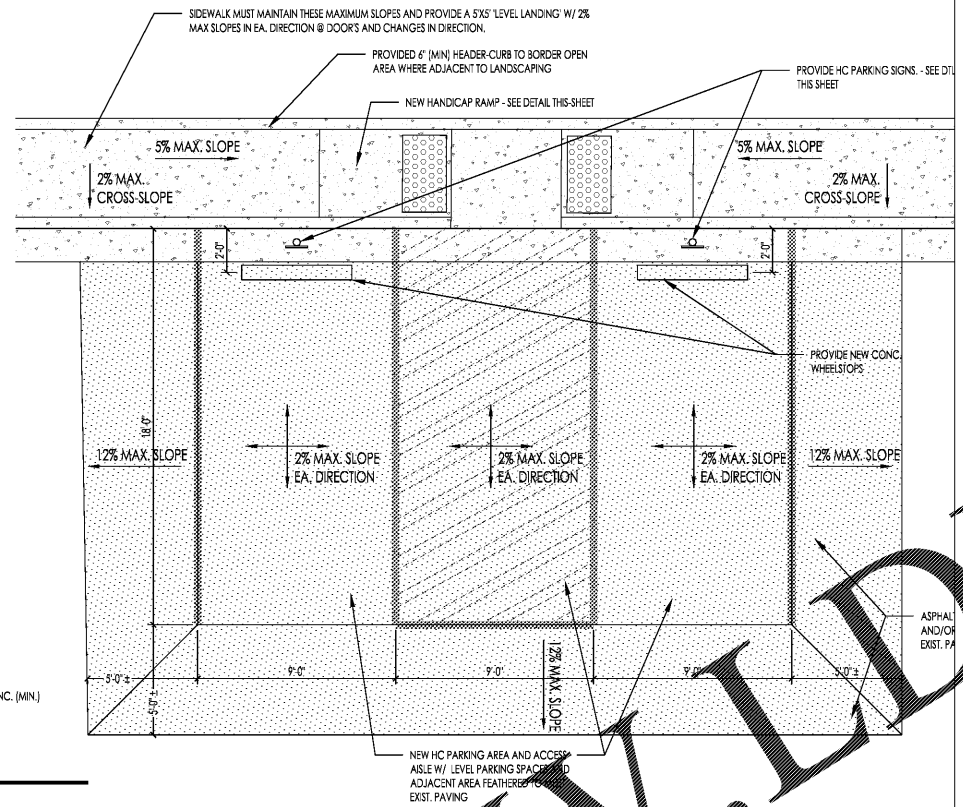 SIDEWALK MUST MAINTAIN THESE MAXIMUM SLOPES AND PROVIDE A 5'X5' "LEVEL LANDING" W/ 2%
MAX SLOPES IN EA. DIRECTION @ DOOR'S AND CHANGES IN DIRECTION.
PROVIDED 6" (MIN) HEADER-CURB TO BORDER OPEN
AREA WHERE ADJACENT TO LANDSCAPING
PROVIDE HC PARKING SIGNS. - SEE DTL
THIS SHEET
NEW HANDICAP RAMP - SEE DETAIL THIS-SHEET
5% MAX. SLOPE
5% MAX. SLOPE
2% MAX.
CROSS-SLOPE
2% MAX.
CROSS-SLOPE
2'-0"
2'-0"
PROVIDE NEW CONC.
WHEELSTOPS
18'-0"
12% MAX. SLOPE
2% MAX. SLOPE
EA. DIRECTION
2% MAX. SLOPE
EA. DIRECTION
2% MAX. SLOPE
EA. DIRECTION
12% MAX. SLOPE
ASPHAL
AND/OR
EXIST. PA
5'-0"±
9'-0"
9'-0"
9'-0"
5'-0"±
5'-0"±
12% MAX. SLOPE
NC. (MIN.)
NEW HC PARKING AREA AND ACCESS
AISLE W/ LEVEL PARKING SPACE AND
ADJACENT AREA FEATHERED TO
EXIST. PAVING